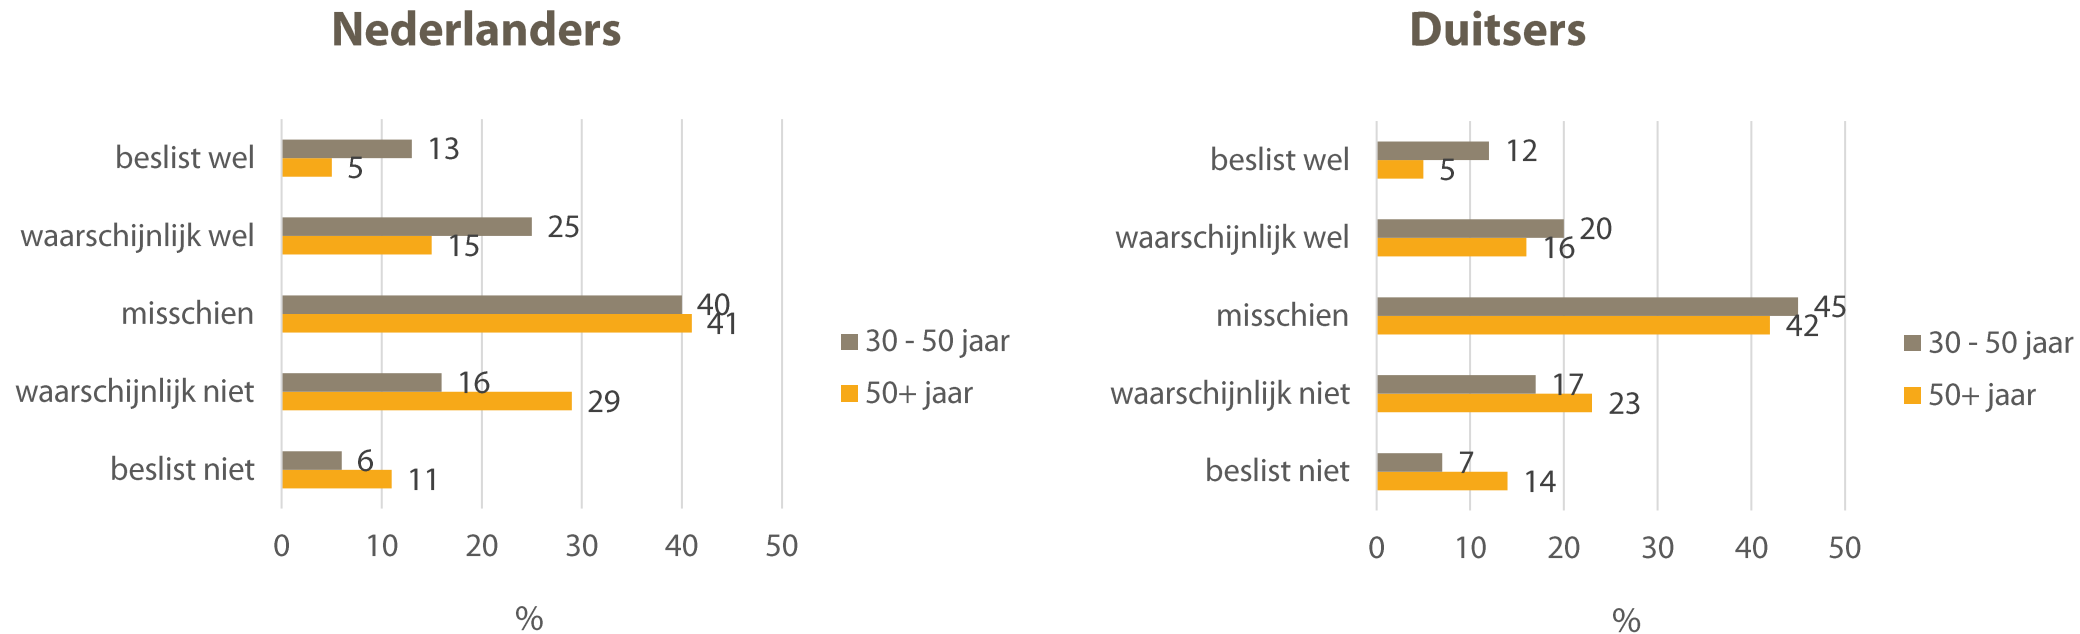 Nederlanders
beslist wel
13
5
waarschijnlijk wel
25
15
misschien
40
41
waarschijnlijk niet
16
29
beslist niet
6
11
0 10 20 30 40 50
%
30 - 50 jaar
50+ jaar
Duitsers
beslist wel
12
5
waarschijnlijk wel
20
16
misschien
45
42
waarschijnlijk niet
17
23
beslist niet
7
14
0 10 20 30 40 50
%
30 - 50 jaar
50+ jaar